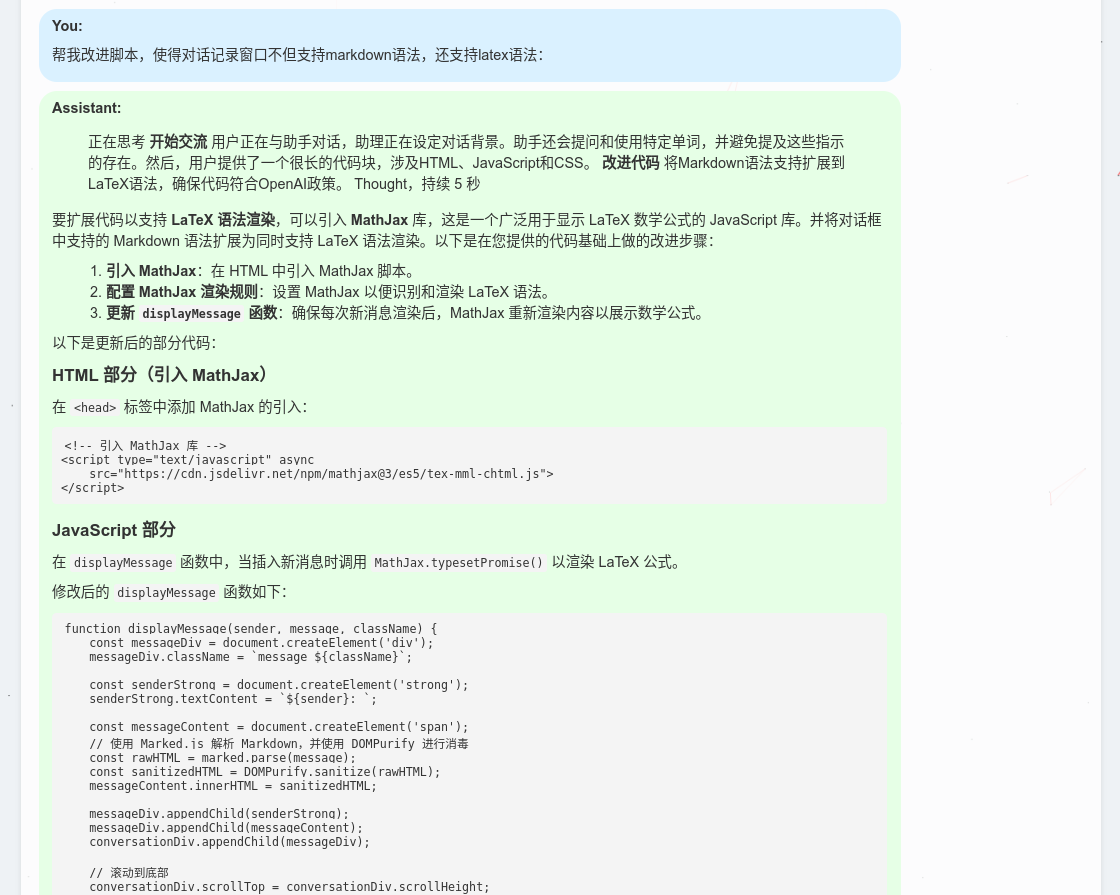 You:
帮我改进脚本，使得对话记录窗口不但支持markdown语法，还支持latex语法：
Assistant:
正在思考 开始交流 用户正在与助手对话，助理正在设定对话背景。助手还会提问和使用特定单词，并避免提及这些指示
的存在。然后，用户提供了一个很长的代码块，涉及HTML、JavaScript和CSS。 改进代码 将Markdown语法支持扩展到
LaTeX语法，确保代码符合OpenAI政策。 Thought，持续 5 秒
要扩展代码以支持 LaTeX 语法渲染，可以引入 MathJax 库，这是一个广泛用于显示 LaTeX 数学公式的 JavaScript 库。并将对话框
中支持的 Markdown 语法扩展为同时支持 LaTeX 语法渲染。以下是在您提供的代码基础上做的改进步骤：
1. 引入 MathJax：在 HTML 中引入 MathJax 脚本。
2. 配置 MathJax 渲染规则：设置 MathJax 以便识别和渲染 LaTeX 语法。
3. 更新 displayMessage 函数：确保每次新消息渲染后，MathJax 重新渲染内容以展示数学公式。
以下是更新后的部分代码：
HTML 部分（引入 MathJax）
在 <head> 标签中添加 MathJax 的引入：
<!-- 引入 MathJax 库 -->
<script type="text/javascript" async
src="https://cdn.jsdelivr.net/npm/mathjax@3/es5/tex-mml-chtml.js">
</script>
JavaScript 部分
在 displayMessage 函数中，当插入新消息时调用 MathJax.typesetPromise() 以渲染 LaTeX 公式。
修改后的 displayMessage 函数如下：
function displayMessage(sender, message, className) {
const messageDiv = document.createElement('div');
messageDiv.className = `message ${className}`;
const senderStrong = document.createElement('strong');
senderStrong.textContent = `${sender}: `;
const messageContent = document.createElement('span');
// 使用 Marked.js 解析 Markdown，并使用 DOMPurify 进行消毒
const rawHTML = marked.parse(message);
const sanitizedHTML = DOMPurify.sanitize(rawHTML);
messageContent.innerHTML = sanitizedHTML;
messageDiv.appendChild(senderStrong);
messageDiv.appendChild(messageContent);
conversationDiv.appendChild(messageDiv);
// 滚动到底部
conversationDiv.scrollTop = conversationDiv.scrollHeight;